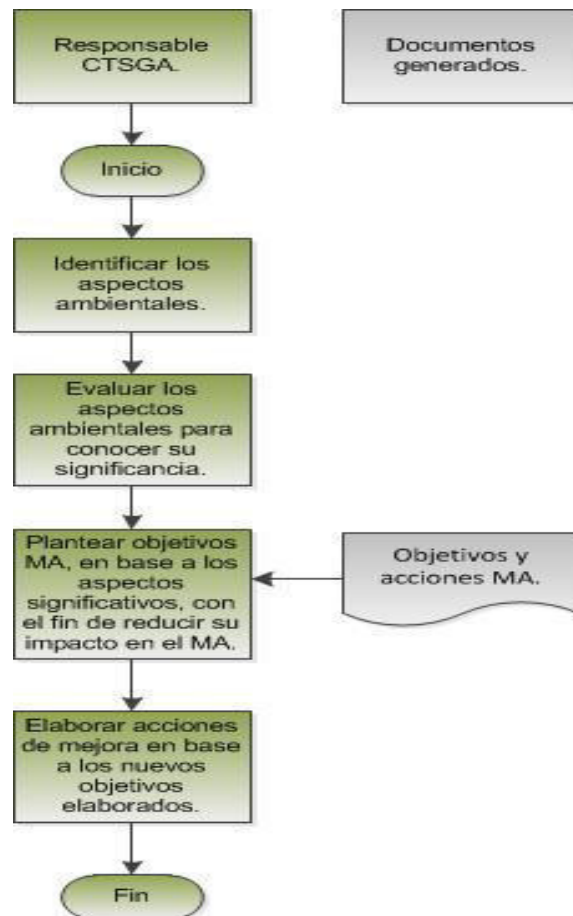 Responsable
CTSGA.
Documentos
generados.
Inicio
Identificar los
aspectos
ambientales.
Evaluar los
aspectos
ambientales para
conocer su
significancia.
Plantear objetivos
MA, en base a los
aspectos
significativos, con
el fin de reducir su
impacto en el MA.
Objetivos y
acciones MA.
Elaborar acciones
de mejora en base
a los nuevos
objetivos
elaborados.
Fin